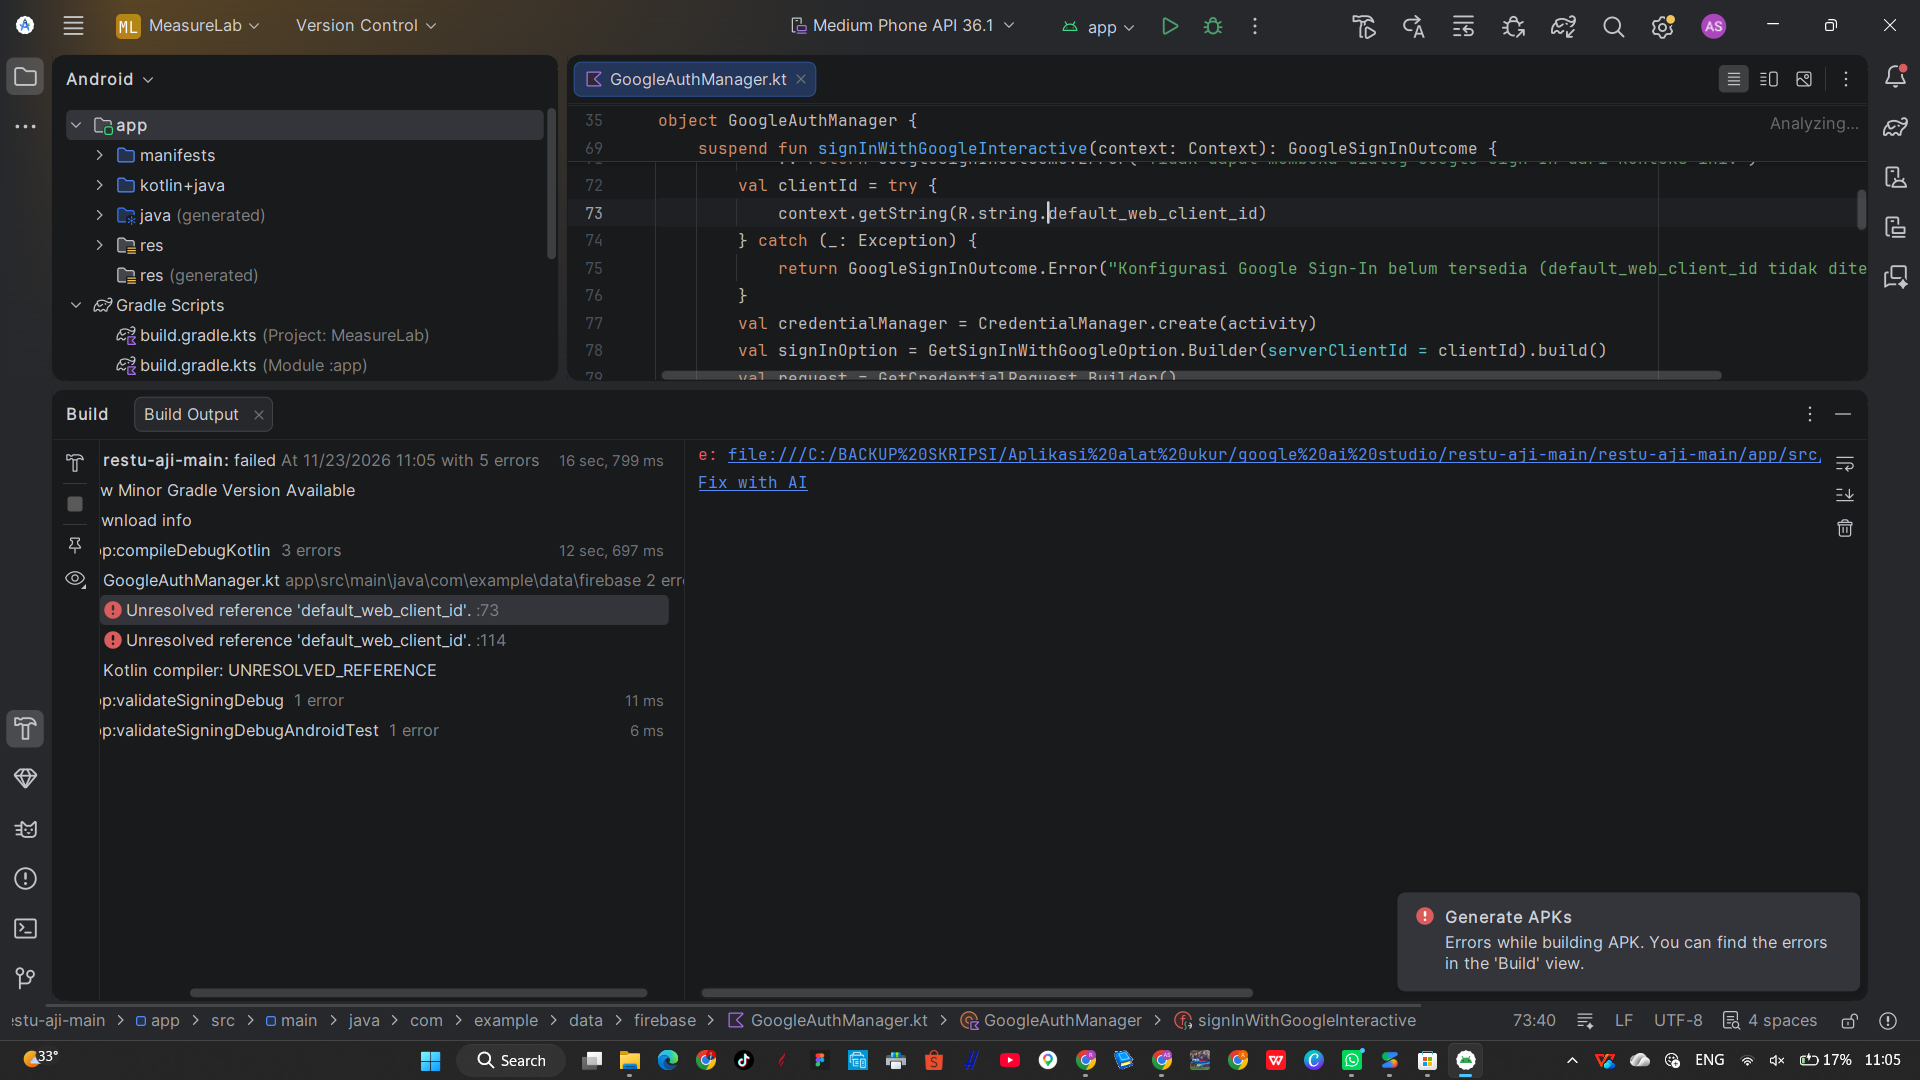 ML MeasureLab Version Control Medium Phone API 36.1 app AS
Android
app
manifests
kotlin+java
java (generated)
res
res (generated)
Gradle Scripts
build.gradle.kts (Project: MeasureLab)
build.gradle.kts (Module :app)
GoogleAuthManager.kt
Analyzing...
35 object GoogleAuthManager {
69 suspend fun signInWithGoogleInteractive(context: Context): GoogleSignInOutcome {
72 val clientId = try {
73 context.getString(R.string.default_web_client_id)
74 } catch (_: Exception) {
75 return GoogleSignInOutcome.Error("Konfigurasi Google Sign-In belum tersedia (default_web_client_id tidak dite
76 }
77 val credentialManager = CredentialManager.create(activity)
78 val signInOption = GetSignInWithGoogleOption.Builder(serverClientId = clientId).build()
79 val request = GetCredentialRequest.Builder()
Build Build Output
restu-aji-main: failed At 11/23/2026 11:05 with 5 errors 16 sec, 799 ms
w Minor Gradle Version Available
wnload info
p:compileDebugKotlin 3 errors 12 sec, 697 ms
GoogleAuthManager.kt app\src\main\java\com\example\data\firebase 2 err
Unresolved reference 'default_web_client_id'. :73
Unresolved reference 'default_web_client_id'. :114
Kotlin compiler: UNRESOLVED_REFERENCE
p:validateSigningDebug 1 error 11 ms
p:validateSigningDebugAndroidTest 1 error 6 ms
e: file:///C:/BACKUP%20SKRIPSI/Aplikasi%20alat%20ukur/google%20ai%20studio/restu-aji-main/restu-aji-main/app/src/
Fix with AI
Generate APKs
Errors while building APK. You can find the errors
in the 'Build' view.
estu-aji-main > app > src > main > java > com > example > data > firebase > GoogleAuthManager.kt > GoogleAuthManager > signInWithGoogleInteractive 73:40 LF UTF-8 4 spaces
33° Search ENG 17% 11:05